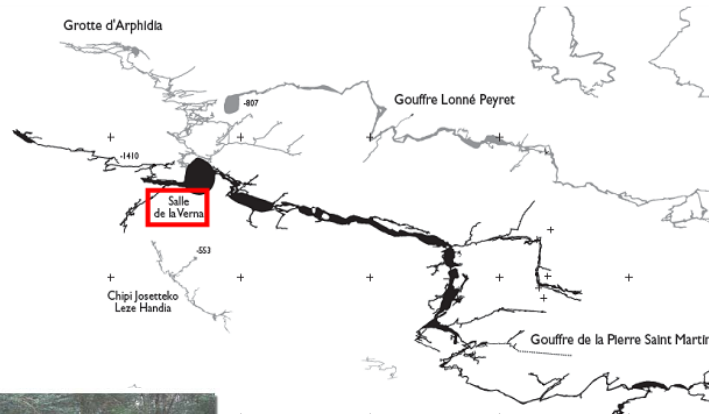 Grotte d'Arphidia
-807
Gouffre Lonné Peyret
-1410
Salle
de la Verna
-553
Chipi Josetteko
Leze Handia
Gouffre de la Pierre Saint Martin